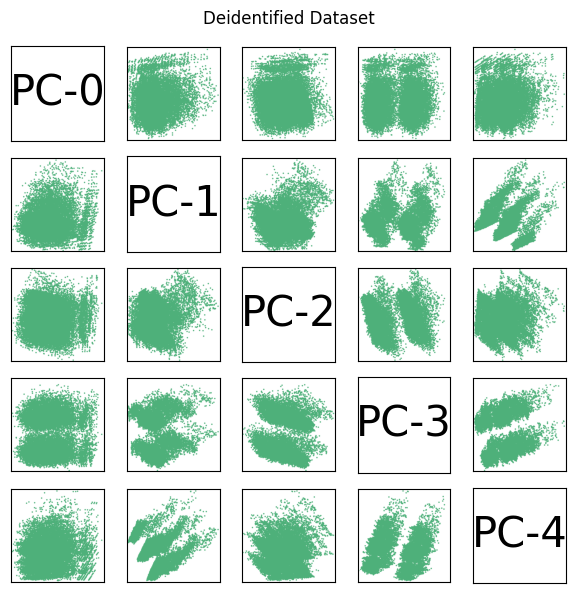 Deidentified Dataset
PC-0
PC-1
PC-2
PC-3
PC-4